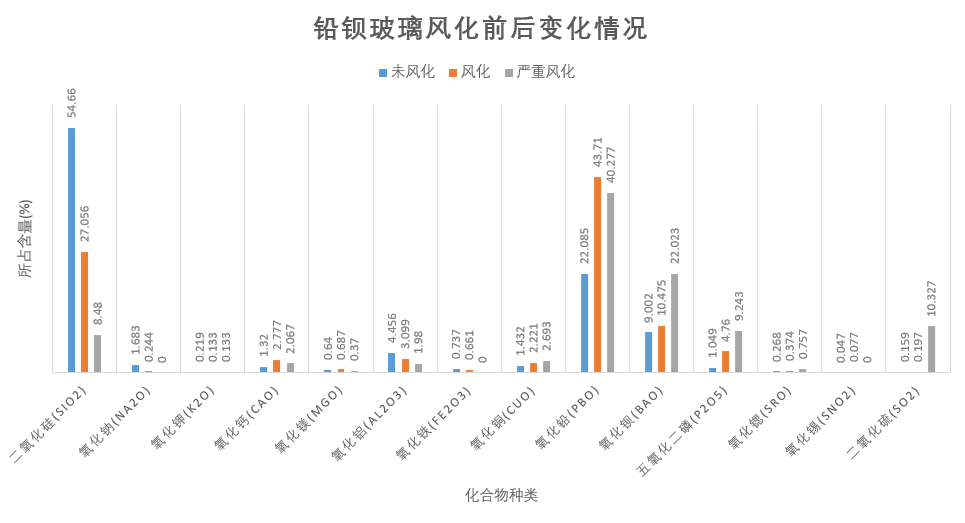 铅钡玻璃风化前后变化情况
未风化 风化 严重风化
所占含量(%)
54.66 27.056 8.48
1.683 0.244 0
0.219 0.133 0.133
1.32 2.777 2.067
0.64 0.687 0.37
4.456 3.099 1.98
0.737 0.661 0
1.432 2.221 2.693
22.085 43.71 40.277
9.002 10.475 22.023
1.049 4.76 9.243
0.268 0.374 0.757
0.047 0.077 0
0.159 0.197 10.327
二氧化硅(SIO2)
氧化钠(NA2O)
氧化钾(K2O)
氧化钙(CAO)
氧化镁(MGO)
氧化铝(AL2O3)
氧化铁(FE2O3)
氧化铜(CUO)
氧化铅(PBO)
氧化钡(BAO)
五氧化二磷(P2O5)
氧化锶(SRO)
氧化锡(SNO2)
二氧化硫(SO2)
化合物种类